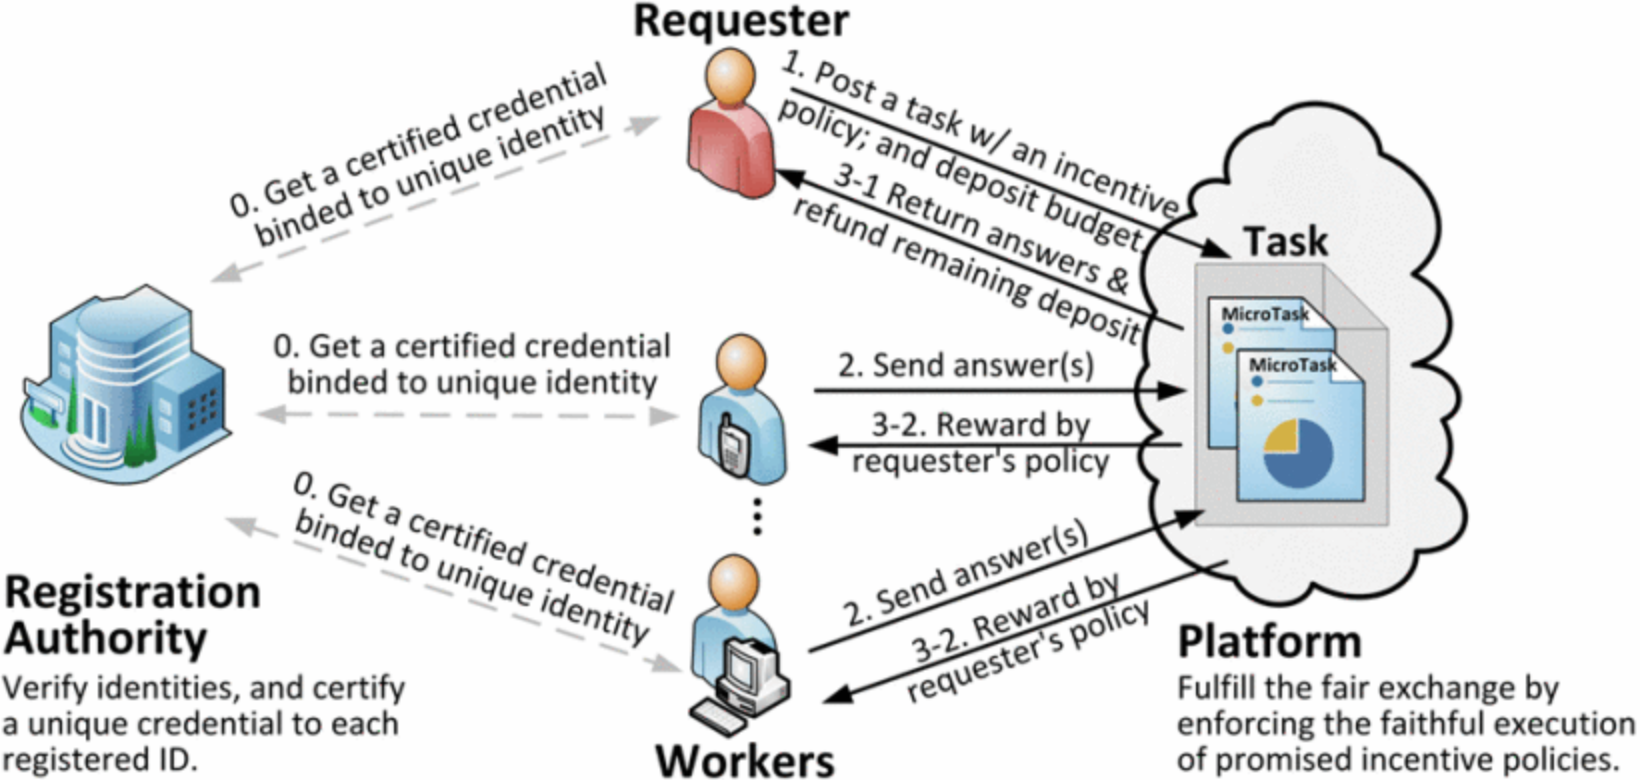 Requester
0. Get a certified credential
binded to unique identity
1. Post a task w/ an incentive
policy; and deposit budget
3-1 Return answers &
refund remaining deposit
Task
MicroTask
MicroTask
0. Get a certified credential
binded to unique identity
2. Send answer(s)
3-2. Reward by
requester's policy
0. Get a certified credential
binded to unique identity
2. Send answer(s)
3-2. Reward by
requester's policy
Registration
Authority
Verify identities, and certify
a unique credential to each
registered ID.
Workers
Platform
Fulfill the fair exchange by
enforcing the faithful execution
of promised incentive policies.